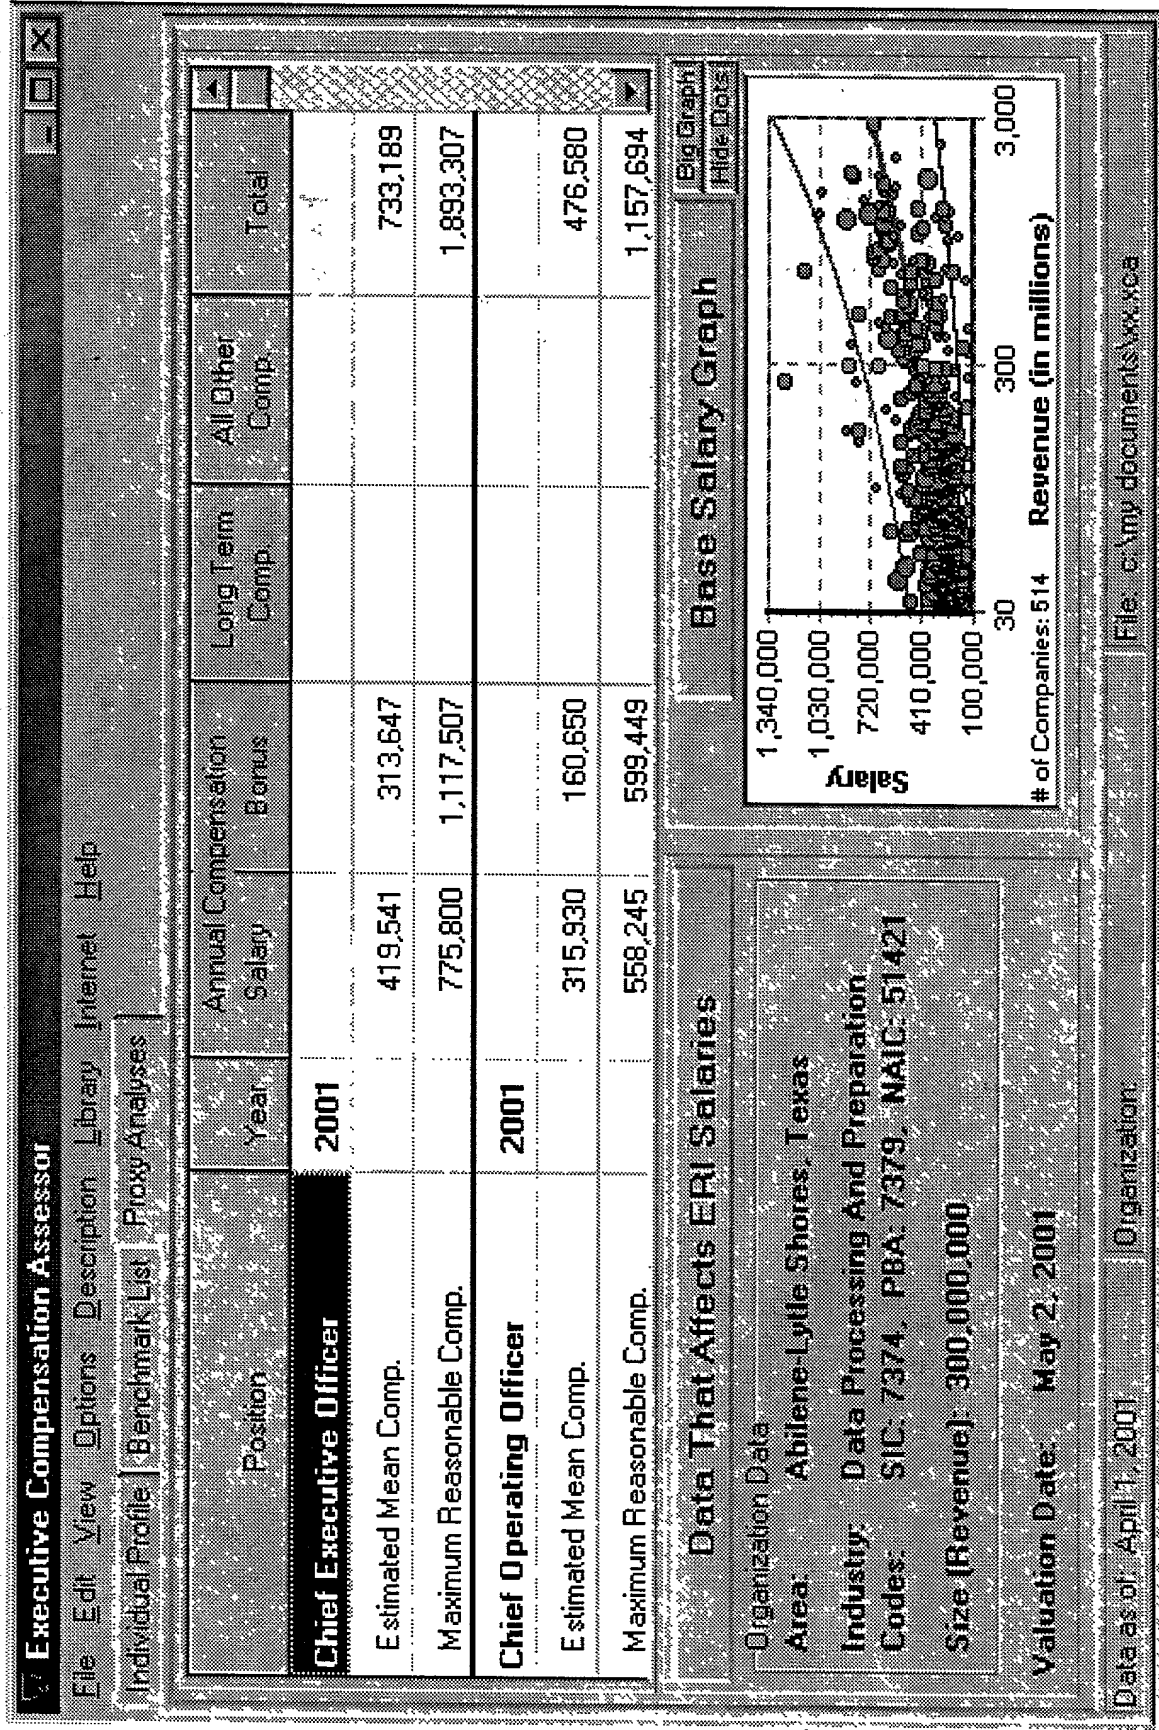 Executive Compensation Assessor
File Edit View Options Description Library Internet Help
Individual Profile Benchmark List Proxy Analyses
Position Year Annual Compensation Long Term All Other Total
Salary Bonus Comp. Comp.
Chief Executive Officer 2001
Estimated Mean Comp. 419,541 313,647 733,189
Maximum Reasonable Comp. 775,800 1,117,507 1,893,307
Chief Operating Officer 2001
Estimated Mean Comp. 315,930 160,650 476,580
Maximum Reasonable Comp. 558,245 599,449 1,157,694
Data That Affects ERI Salaries
Organization Data
Area: Abilene-Lytle Shores, Texas
Industry: Data Processing And Preparation
Codes: SIC: 7374, PBA: 7379, NAIC: 51421
Size (Revenue): 300,000,000
Valuation Date: May 2, 2001
Base Salary Graph
Big Graph
Hide Dots
Salary
1,340,000
1,030,000
720,000
410,000
100,000
30 300 3,000
# of Companies: 514 Revenue (in millions)
Data as of: April 1, 2001 Organization File: c:\my documents\xx.xca